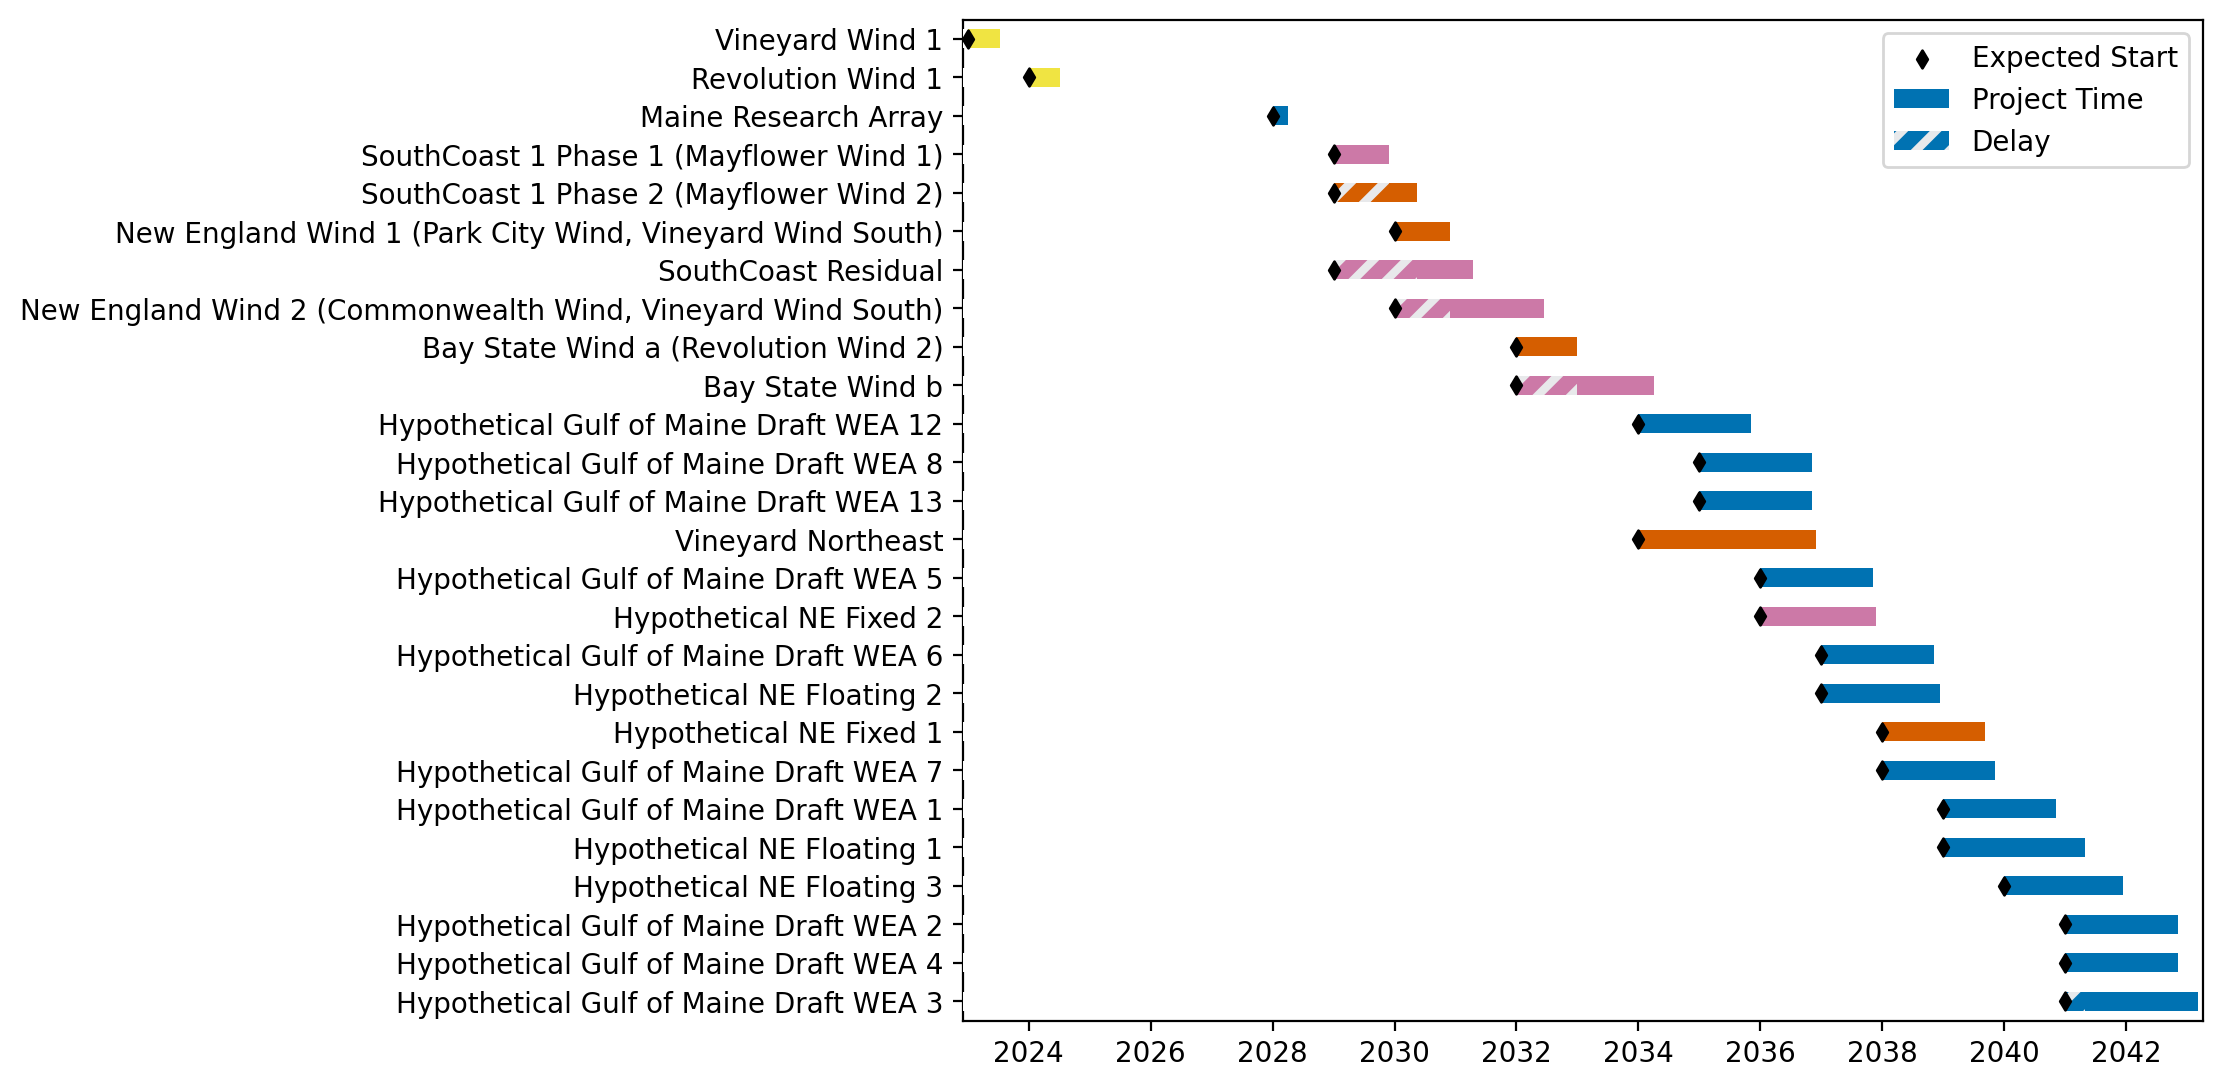 Vineyard Wind 1
Revolution Wind 1
Maine Research Array
SouthCoast 1 Phase 1 (Mayflower Wind 1)
SouthCoast 1 Phase 2 (Mayflower Wind 2)
New England Wind 1 (Park City Wind, Vineyard Wind South)
SouthCoast Residual
New England Wind 2 (Commonwealth Wind, Vineyard Wind South)
Bay State Wind a (Revolution Wind 2)
Bay State Wind b
Hypothetical Gulf of Maine Draft WEA 12
Hypothetical Gulf of Maine Draft WEA 8
Hypothetical Gulf of Maine Draft WEA 13
Vineyard Northeast
Hypothetical Gulf of Maine Draft WEA 5
Hypothetical NE Fixed 2
Hypothetical Gulf of Maine Draft WEA 6
Hypothetical NE Floating 2
Hypothetical NE Fixed 1
Hypothetical Gulf of Maine Draft WEA 7
Hypothetical Gulf of Maine Draft WEA 1
Hypothetical NE Floating 1
Hypothetical NE Floating 3
Hypothetical Gulf of Maine Draft WEA 2
Hypothetical Gulf of Maine Draft WEA 4
Hypothetical Gulf of Maine Draft WEA 3
Expected Start
Project Time
Delay
2024 2026 2028 2030 2032 2034 2036 2038 2040 2042